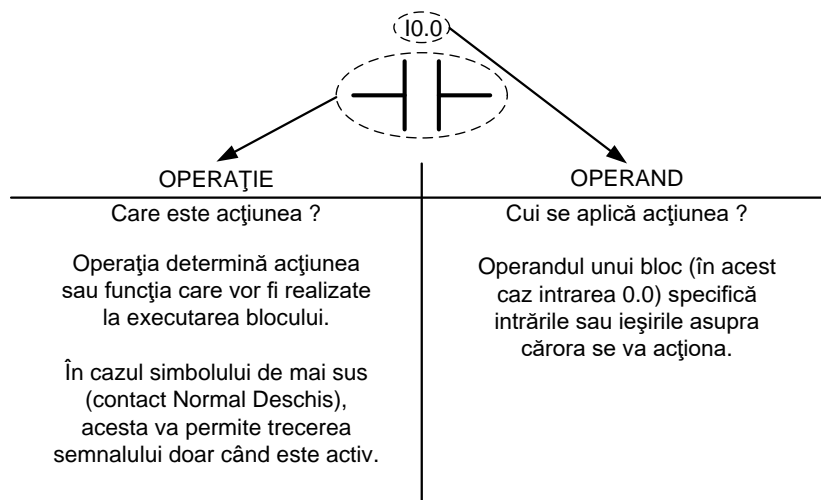 I0.0
OPERAŢIE
Care este acţiunea ?
Operaţia determină acţiunea
sau funcţia care vor fi realizate
la executarea blocului.
În cazul simbolului de mai sus
(contact Normal Deschis),
acesta va permite trecerea
semnalului doar când este activ.
OPERAND
Cui se aplică acţiunea ?
Operandul unui bloc (în acest
caz intrarea 0.0) specifică
intrările sau ieşirile asupra
cărora se va acţiona.